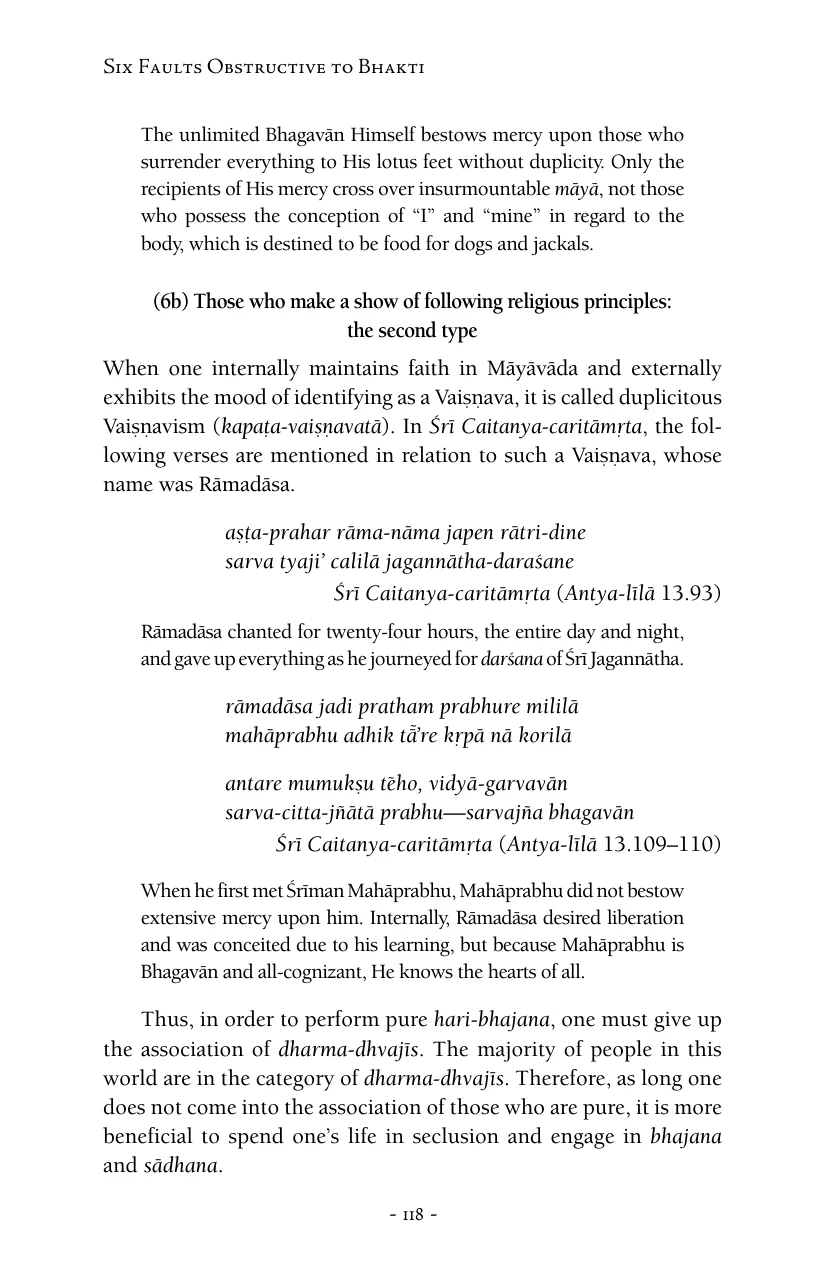 Six Faults Obstructive to Bhakti
The unlimited Bhagavān Himself bestows mercy upon those who
surrender everything to His lotus feet without duplicity. Only the
recipients of His mercy cross over insurmountable māyā, not those
who possess the conception of “I” and “mine” in regard to the
body, which is destined to be food for dogs and jackals.
(6b) Those who make a show of following religious principles:
the second type
When one internally maintains faith in Māyāvāda and externally
exhibits the mood of identifying as a Vaiṣṇava, it is called duplicitous
Vaiṣṇavism (kapaṭa-vaiṣṇavatā). In Śrī Caitanya-caritāmṛta, the fol-
lowing verses are mentioned in relation to such a Vaiṣṇava, whose
name was Rāmadāsa.
aṣṭa-prahar rāma-nāma japen rātri-dine
sarva tyaji’ calilā jagannātha-daraśane
Śrī Caitanya-caritāmṛta (Antya-līlā 13.93)
Rāmadāsa chanted for twenty-four hours, the entire day and night,
and gave up everything as he journeyed for darśana of Śrī Jagannātha.
rāmadāsa jadi pratham prabhure mililā
mahāprabhu adhik tā̐’re kṛpā nā korilā
antare mumukṣu tẽho, vidyā-garvavān
sarva-citta-jñātā prabhu—sarvajña bhagavān
Śrī Caitanya-caritāmṛta (Antya-līlā 13.109–110)
When he first met Śrīman Mahāprabhu, Mahāprabhu did not bestow
extensive mercy upon him. Internally, Rāmadāsa desired liberation
and was conceited due to his learning, but because Mahāprabhu is
Bhagavān and all-cognizant, He knows the hearts of all.
Thus, in order to perform pure hari-bhajana, one must give up
the association of dharma-dhvajīs. The majority of people in this
world are in the category of dharma-dhvajīs. Therefore, as long one
does not come into the association of those who are pure, it is more
beneficial to spend one’s life in seclusion and engage in bhajana
and sādhana.
- 118 -